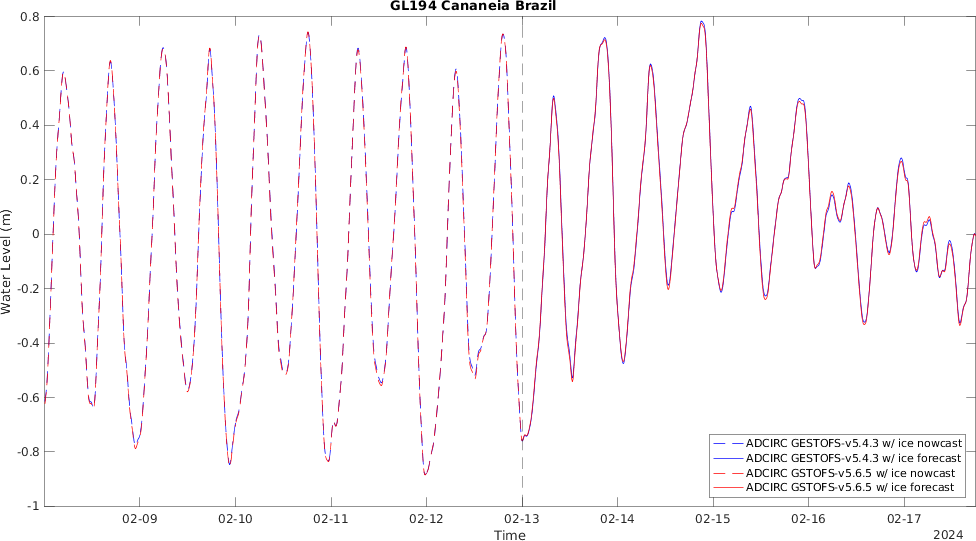 GL194 Cananeia Brazil
0.8
0.6
0.4
0.2
0
-0.2
-0.4
-0.6
-0.8
-1
Water Level (m)
ADCIRC GESTOFS-v5.4.3 w/ ice nowcast
ADCIRC GESTOFS-v5.4.3 w/ ice forecast
ADCIRC GSTOFS-v5.6.5 w/ ice nowcast
ADCIRC GSTOFS-v5.6.5 w/ ice forecast
02-09 02-10 02-11 02-12 02-13 02-14 02-15 02-16 02-17
Time
2024